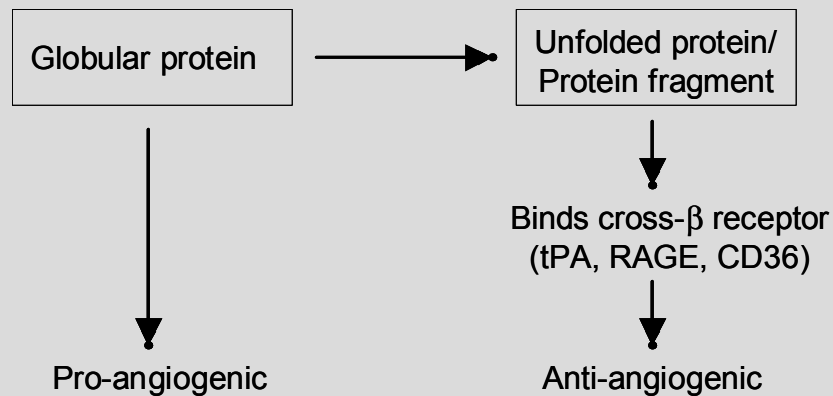 Globular protein
Unfolded protein/
Protein fragment
Binds cross-β receptor
(tPA, RAGE, CD36)
Pro-angiogenic
Anti-angiogenic